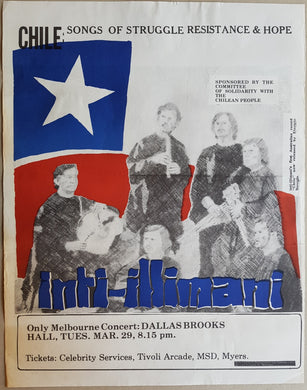 CHILE: SONGS OF STRUGGLE RESISTANCE & HOPE
SPONSORED BY THE
COMMITTEE
OF SOLIDARITY WITH
THE
CHILEAN PEOPLE
inti-illimani
Only Melbourne Concert: DALLAS BROOKS
HALL, TUES. MAR. 29, 8.15 pm.
Tickets: Celebrity Services, Tivoli Arcade, MSD, Myers.